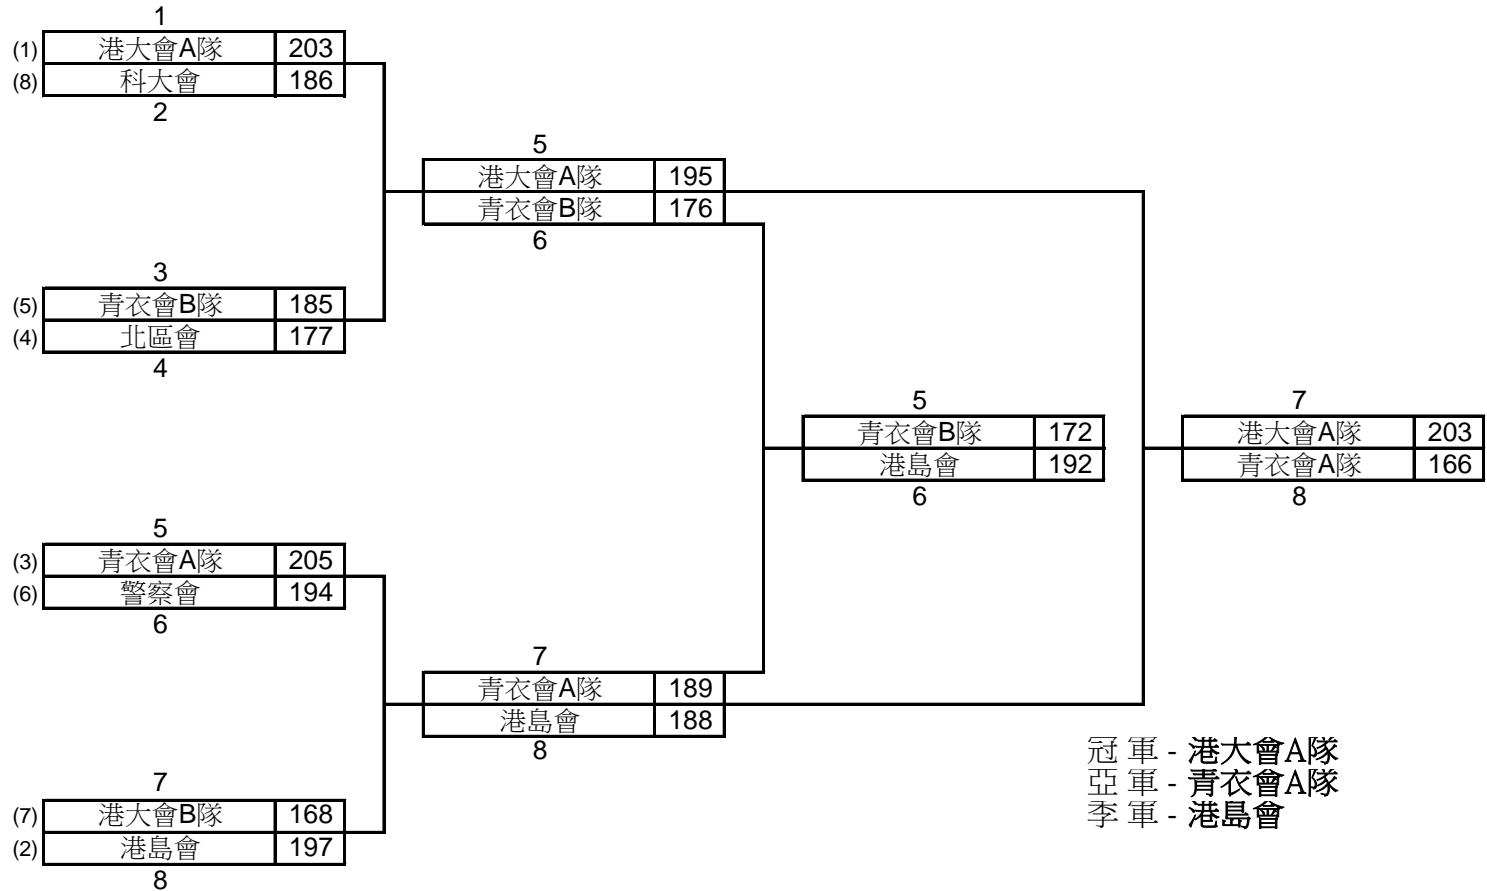 1
(1) 港大會A隊 203
(8) 科大會 186
2
5
港大會A隊 195
青衣會B隊 176
6
3
(5) 青衣會B隊 185
(4) 北區會 177
4
5
青衣會B隊 172
港島會 192
6
7
港大會A隊 203
青衣會A隊 166
8
5
(3) 青衣會A隊 205
(6) 警察會 194
6
7
青衣會A隊 189
港島會 188
8
7
(7) 港大會B隊 168
(2) 港島會 197
8
冠 軍 - 港大會A隊
亞 軍 - 青衣會A隊
季 軍 - 港島會